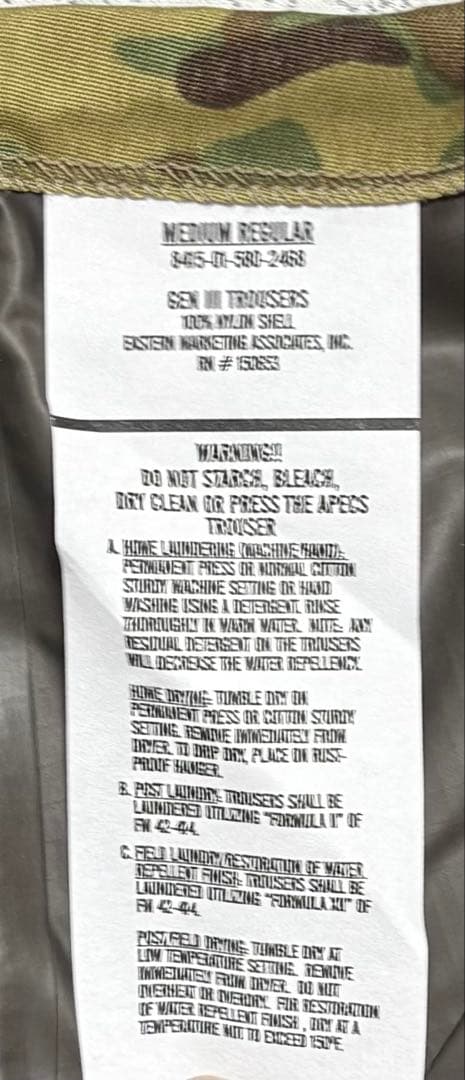 MEDIUM REGULAR
8415-01-580-2468
GEN III TROUSERS
100% NYLON SHELL
EASTERN MARKETING ASSOCIATES, INC.
RN # 150653
WARNING!!
DO NOT STARCH, BLEACH,
DRY CLEAN OR PRESS THE APECS
TROUSER
A. HOME LAUNDERING (MACHINE/HAND):
PERMANENT PRESS OR NORMAL COTTON
STURDY MACHINE SETTING OR HAND
WASHING USING A DETERGENT. RINSE
THOROUGHLY IN WARM WATER. NOTE: ANY
RESIDUAL DETERGENT ON THE TROUSERS
WILL DECREASE THE WATER REPELLENCY.
HOME DRYING: TUMBLE DRY ON
PERMANENT PRESS OR COTTON STURDY
SETTING. REMOVE IMMEDIATELY FROM
DRYER. TO DRIP DRY, PLACE ON RUST-
PROOF HANGER.
B. POST LAUNDRY: TROUSERS SHALL BE
LAUNDERED UTILIZING "FORMULA II" OF
FM 42-414.
C. FIELD LAUNDRY/RESTORATION OF WATER
REPELLENT FINISH: TROUSERS SHALL BE
LAUNDERED UTILIZING "FORMULA XII" OF
FM 42-414.
POST/FIELD DRYING: TUMBLE DRY AT
LOW TEMPERATURE SETTING. REMOVE
IMMEDIATELY FROM DRYER. DO NOT
OVERHEAT OR OVERDRY. FOR RESTORATION
OF WATER REPELLENT FINISH , DRY AT A
TEMPERATURE NOT TO EXCEED 150°F.